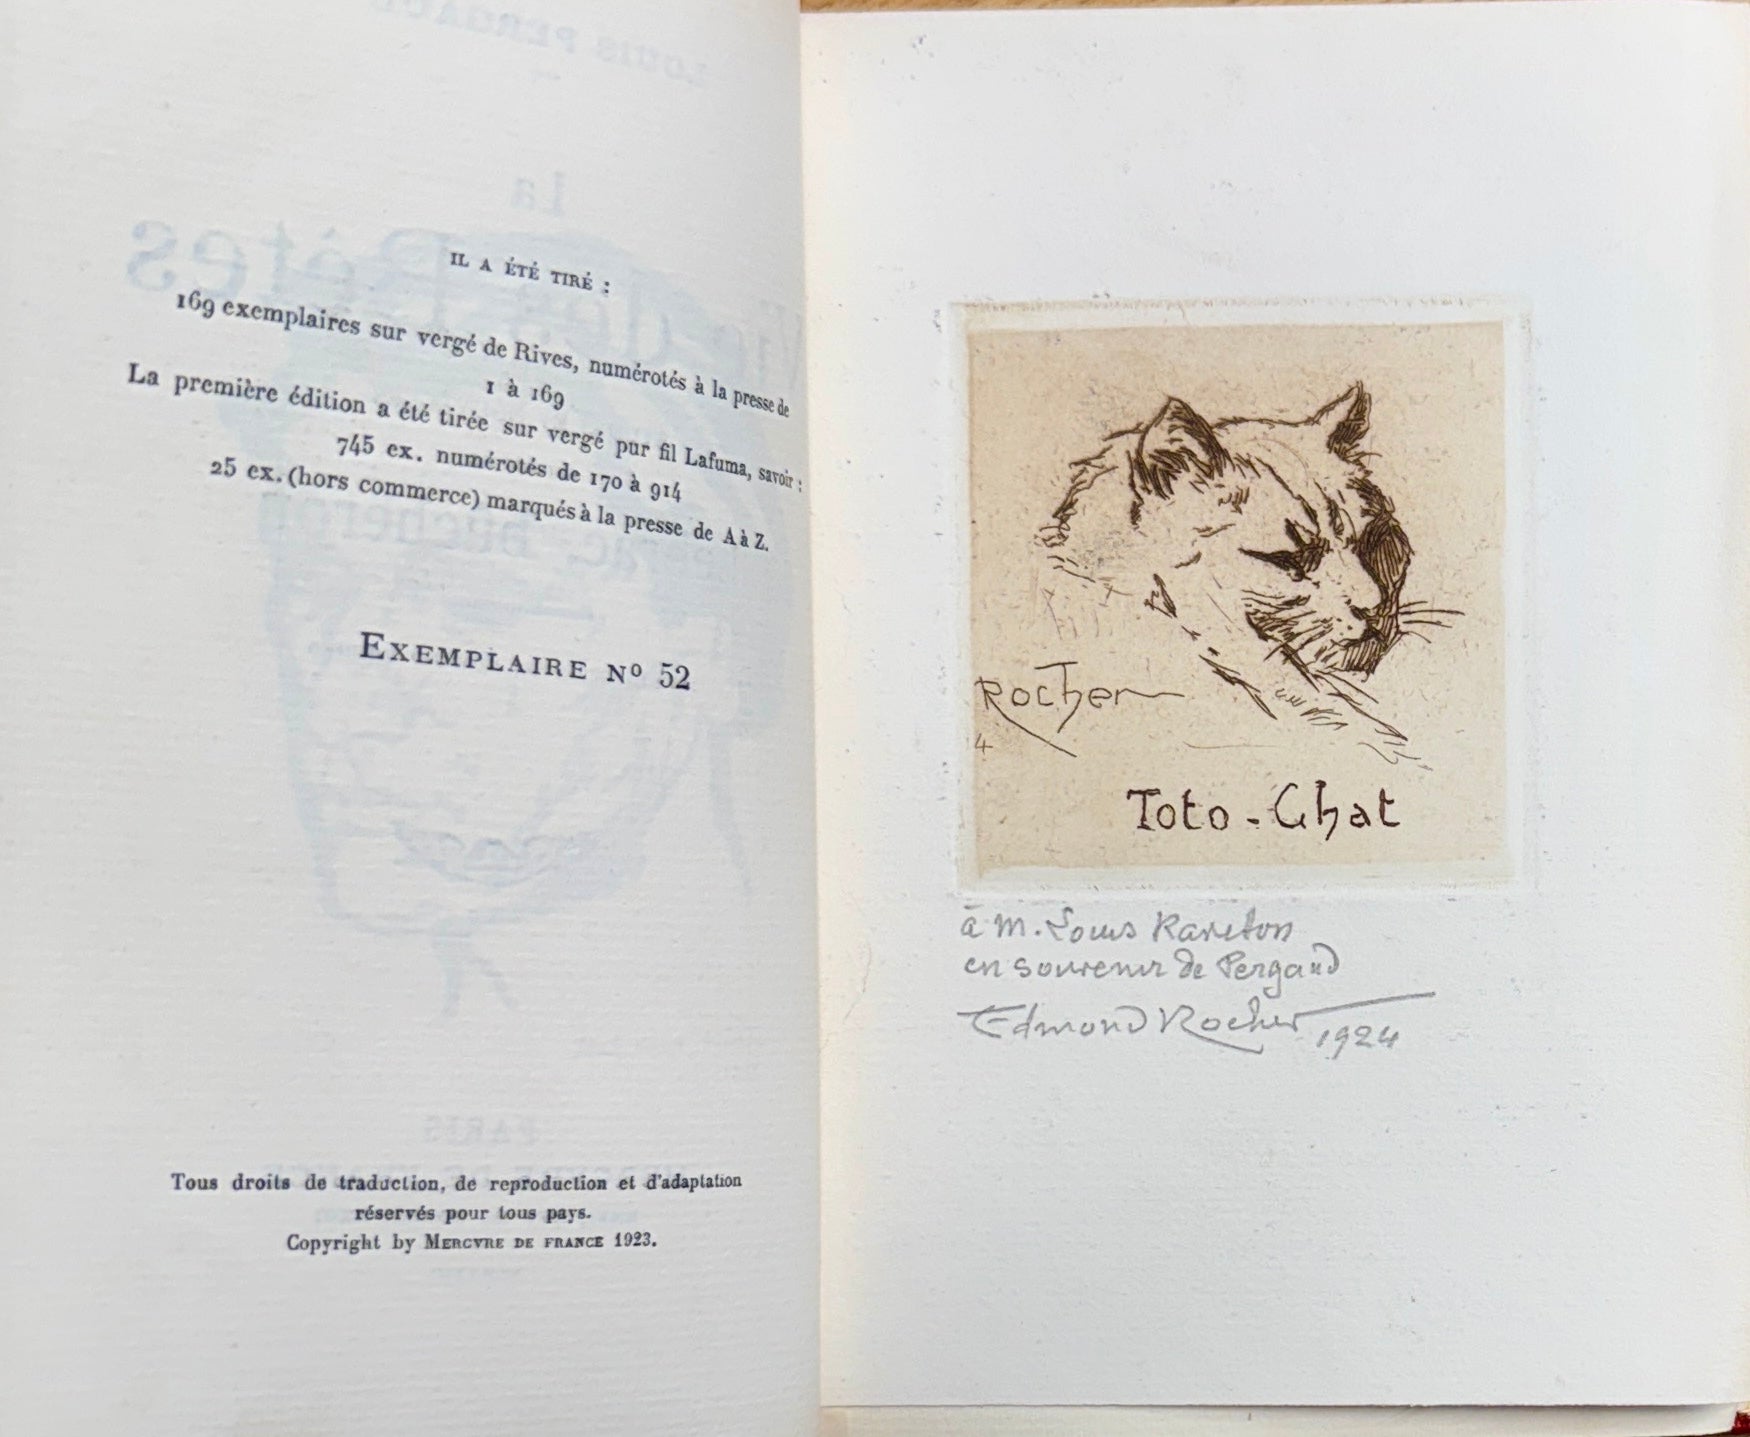 IL A ÉTÉ TIRÉ :
169 exemplaires sur vergé de Rives, numérotés à la presse de
1 à 169
La première édition a été tirée sur vergé pur fil Lafuma, savoir :
745 ex. numérotés de 170 à 914
25 ex. (hors commerce) marqués à la presse de A à Z.
EXEMPLAIRE Nº 52
Tous droits de traduction, de reproduction et d'adaptation
réservés pour tous pays.
Copyright by MERCVRE DE FRANCE 1923.
Rocher
4
Toto-Chat
à M. Louis
en souvenir de Pergaud
Edmond Rocher 1924